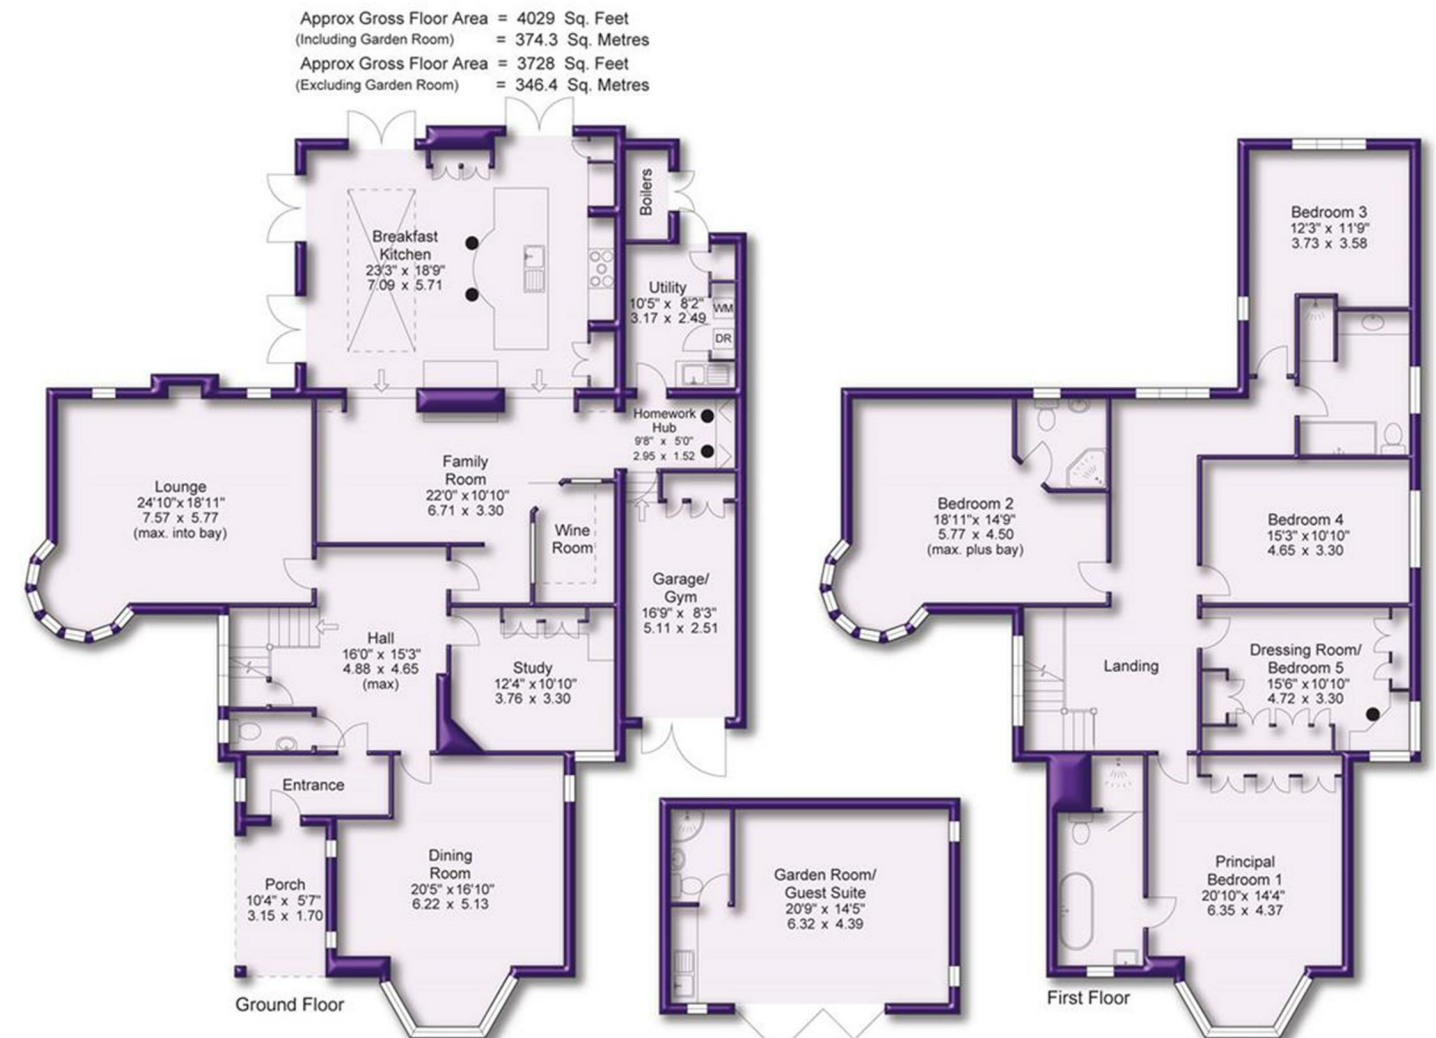 Approx Gross Floor Area = 4029 Sq. Feet
(Including Garden Room) = 374.3 Sq. Metres
Approx Gross Floor Area = 3728 Sq. Feet
(Excluding Garden Room) = 346.4 Sq. Metres
Breakfast
Kitchen
23'3" x 18'9"
7.09 x 5.71
Boilers
Utility
10'5" x 8'2"
3.17 x 2.49
WM
DR
Homework
Hub
9'8" x 5'0"
2.95 x 1.52
Lounge
24'10" x 18'11"
7.57 x 5.77
(max. into bay)
Family
Room
22'0" x 10'10"
6.71 x 3.30
Wine
Room
Garage/
Gym
16'9" x 8'3"
5.11 x 2.51
Hall
16'0" x 15'3"
4.88 x 4.65
(max)
Study
12'4" x 10'10"
3.76 x 3.30
Entrance
Porch
10'4" x 5'7"
3.15 x 1.70
Dining
Room
20'5" x 16'10"
6.22 x 5.13
Ground Floor
Garden Room/
Guest Suite
20'9" x 14'5"
6.32 x 4.39
Bedroom 3
12'3" x 11'9"
3.73 x 3.58
Bedroom 2
18'11" x 14'9"
5.77 x 4.50
(max. plus bay)
Bedroom 4
15'3" x 10'10"
4.65 x 3.30
Landing
Dressing Room/
Bedroom 5
15'6" x 10'10"
4.72 x 3.30
Principal
Bedroom 1
20'10" x 14'4"
6.35 x 4.37
First Floor